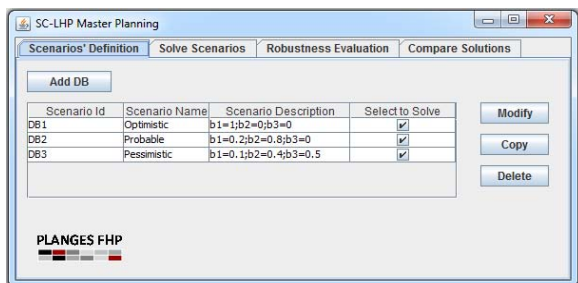 SC-LHP Master Planning
Scenarios' Definition Solve Scenarios Robustness Evaluation Compare Solutions
Add DB
Scenario Id Scenario Name Scenario Description Select to Solve
DB1 Optimistic b1=1;b2=0;b3=0
DB2 Probable b1=0.2;b2=0.8;b3=0
DB3 Pessimistic b1=0.1;b2=0.4;b3=0.5
Modify
Copy
Delete
PLANGES FHP